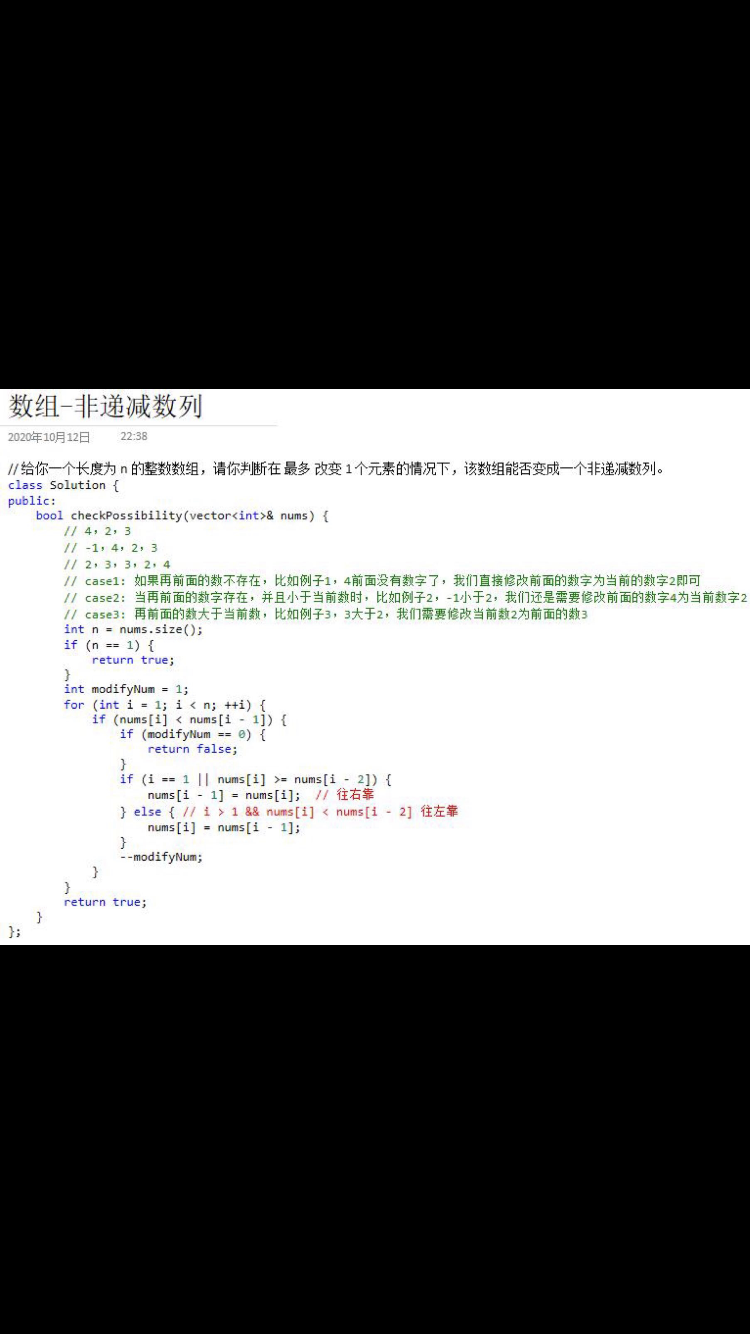 数组-非递减数列
2020年10月12日 22:38
//给你一个长度为 n 的整数数组，请你判断在 最多 改变 1 个元素的情况下，该数组能否变成一个非递减数列。
class Solution {
public:
    bool checkPossibility(vector<int>& nums) {
        // 4，2，3
        // -1，4，2，3
        // 2，3，3，2，4
        // case1: 如果再前面的数不存在，比如例子1，4前面没有数字了，我们直接修改前面的数字为当前的数字2即可
        // case2: 当再前面的数字存在，并且小于当前数时，比如例子2，-1小于2，我们还是需要修改前面的数字4为当前数字2
        // case3: 再前面的数大于当前数，比如例子3，3大于2，我们需要修改当前数2为前面的数3
        int n = nums.size();
        if (n == 1) {
            return true;
        }
        int modifyNum = 1;
        for (int i = 1; i < n; ++i) {
            if (nums[i] < nums[i - 1]) {
                if (modifyNum == 0) {
                    return false;
                }
                if (i == 1 || nums[i] >= nums[i - 2]) {
                    nums[i - 1] = nums[i];  // 往右靠
                } else { // i > 1 && nums[i] < nums[i - 2] 往左靠
                    nums[i] = nums[i - 1];
                }
                --modifyNum;
            }
        }
        return true;
    }
};